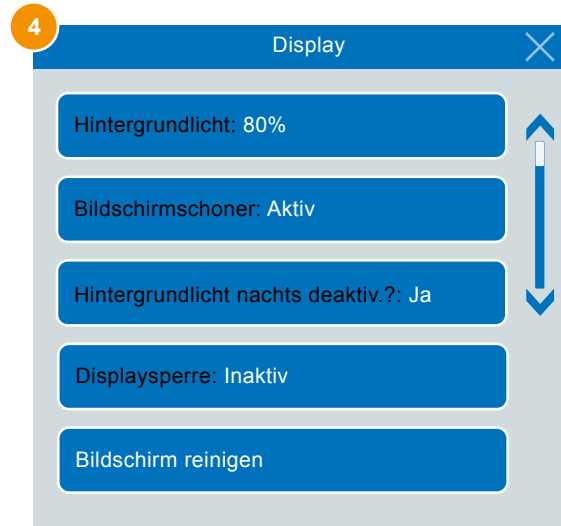 4
Display
Hintergrundlicht: 80%
Bildschirmschoner: Aktiv
Hintergrundlicht nachts deaktiv.?: Ja
Displaysperre: Inaktiv
Bildschirm reinigen